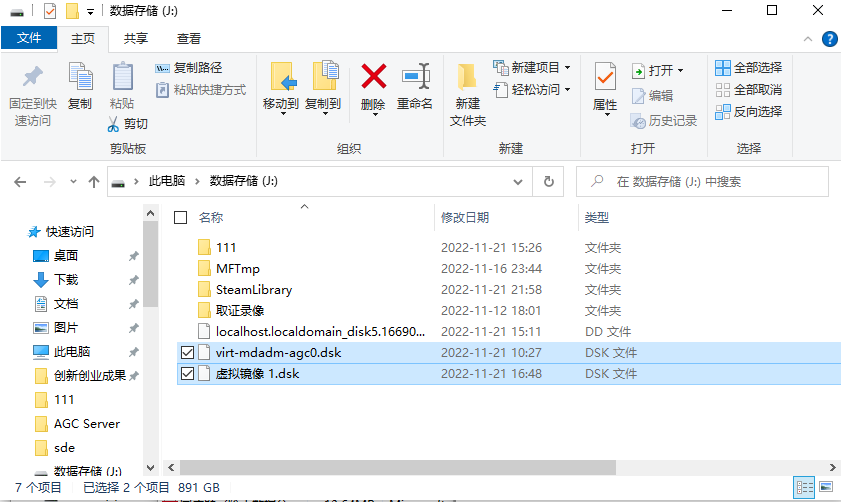 数据存储 (J:)
文件 主页 共享 查看
固定到快速访问
复制
粘贴
复制路径
粘贴快捷方式
剪切
剪贴板
移动到
复制到
删除
重命名
组织
新建文件夹
新建项目
轻松访问
新建
属性
打开
编辑
历史记录
打开
全部选择
全部取消
反向选择
选择
此电脑 数据存储 (J:)
在 数据存储 (J:) 中搜索
快速访问
桌面
下载
文档
图片
此电脑
创新创业成果
111
AGC Server
sde
数据存储 (J:)
名称 修改日期 类型
111 2022-11-21 15:26 文件夹
MFTmp 2022-11-16 23:44 文件夹
SteamLibrary 2022-11-21 21:58 文件夹
取证录像 2022-11-12 18:01 文件夹
localhost.localdomain_disk5.16690... 2022-11-21 15:11 DD 文件
virt-mdadm-agc0.dsk 2022-11-21 10:27 DSK 文件
虚拟镜像 1.dsk 2022-11-21 16:48 DSK 文件
7 个项目 已选择 2 个项目 891 GB